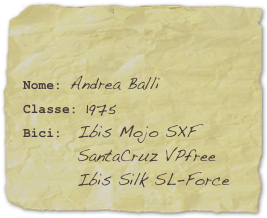 Nome: Andrea Balli
Classe: 1975
Bici: Ibis Mojo SXF
SantaCruz VPfree
Ibis Silk SL-Force